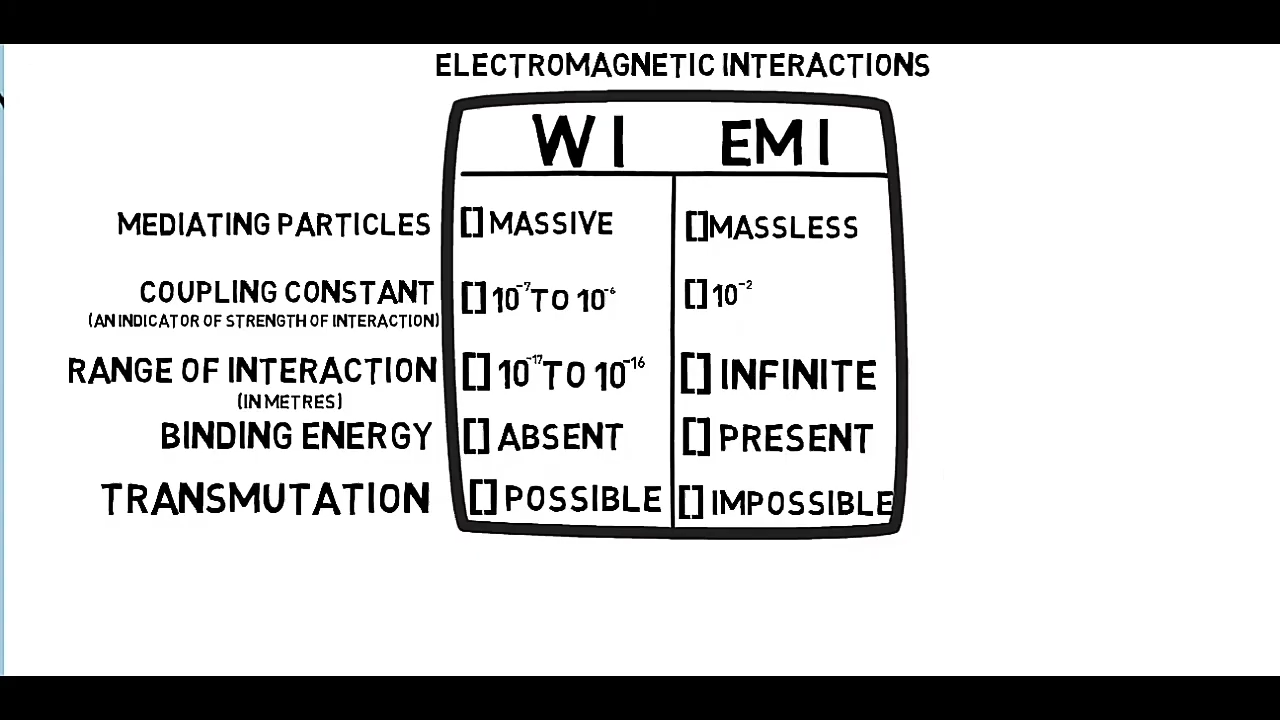 ELECTROMAGNETIC INTERACTIONS
WI EMI
MEDIATING PARTICLES [] MASSIVE [] MASSLESS
COUPLING CONSTANT [] 10⁻⁷ TO 10⁻⁶ [] 10⁻²
(AN INDICATOR OF STRENGTH OF INTERACTION)
RANGE OF INTERACTION [] 10⁻¹⁷ TO 10⁻¹⁶ [] INFINITE
(IN METRES)
BINDING ENERGY [] ABSENT [] PRESENT
TRANSMUTATION [] POSSIBLE [] IMPOSSIBLE